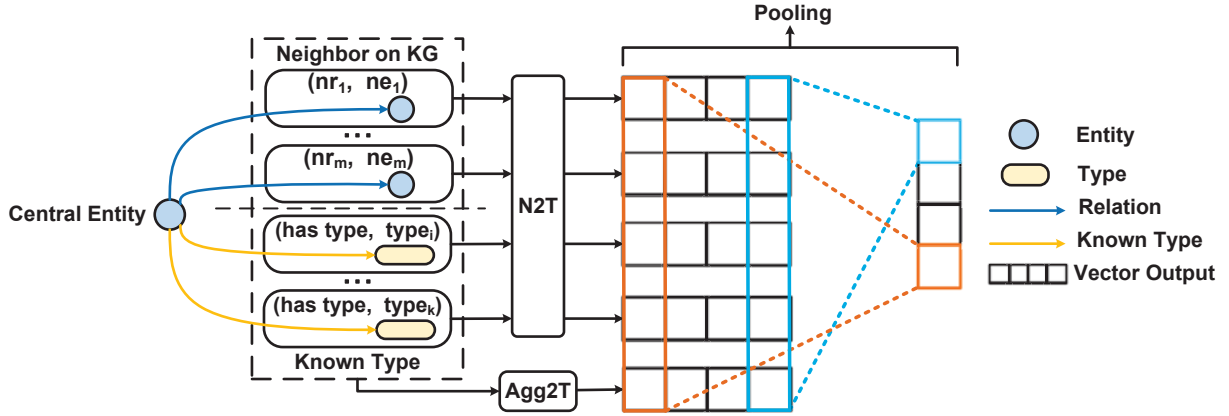 Pooling
Neighbor on KG
(nr₁, ne₁)
...
(nrₘ, neₘ)
Central Entity
(has type, typeᵢ)
...
(has type, typeₖ)
Known Type
N2T
Agg2T
Entity
Type
Relation
Known Type
Vector Output